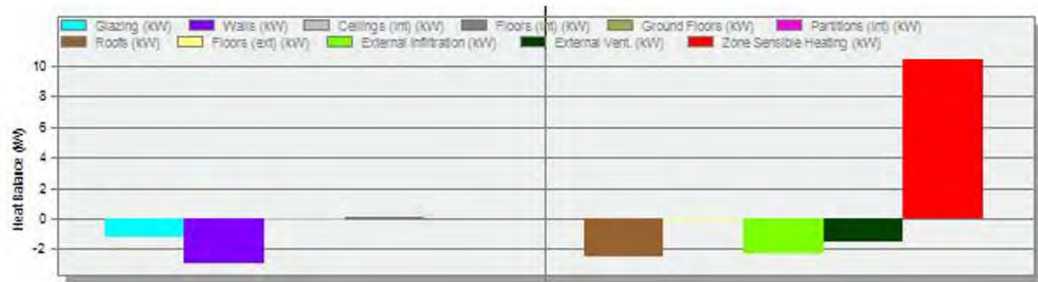 Glazing (kW) Walls (kW) Ceilings (int) (kW) Floors (int) (kW) Ground Floors (kW) Partitions (int) (kW)
Roofs (kW) Floors (ext) (kW) External Infiltration (kW) External Vent. (kW) Zone Sensible Heating (kW)
Heat Balance (kW)
10
8
6
4
2
0
-2